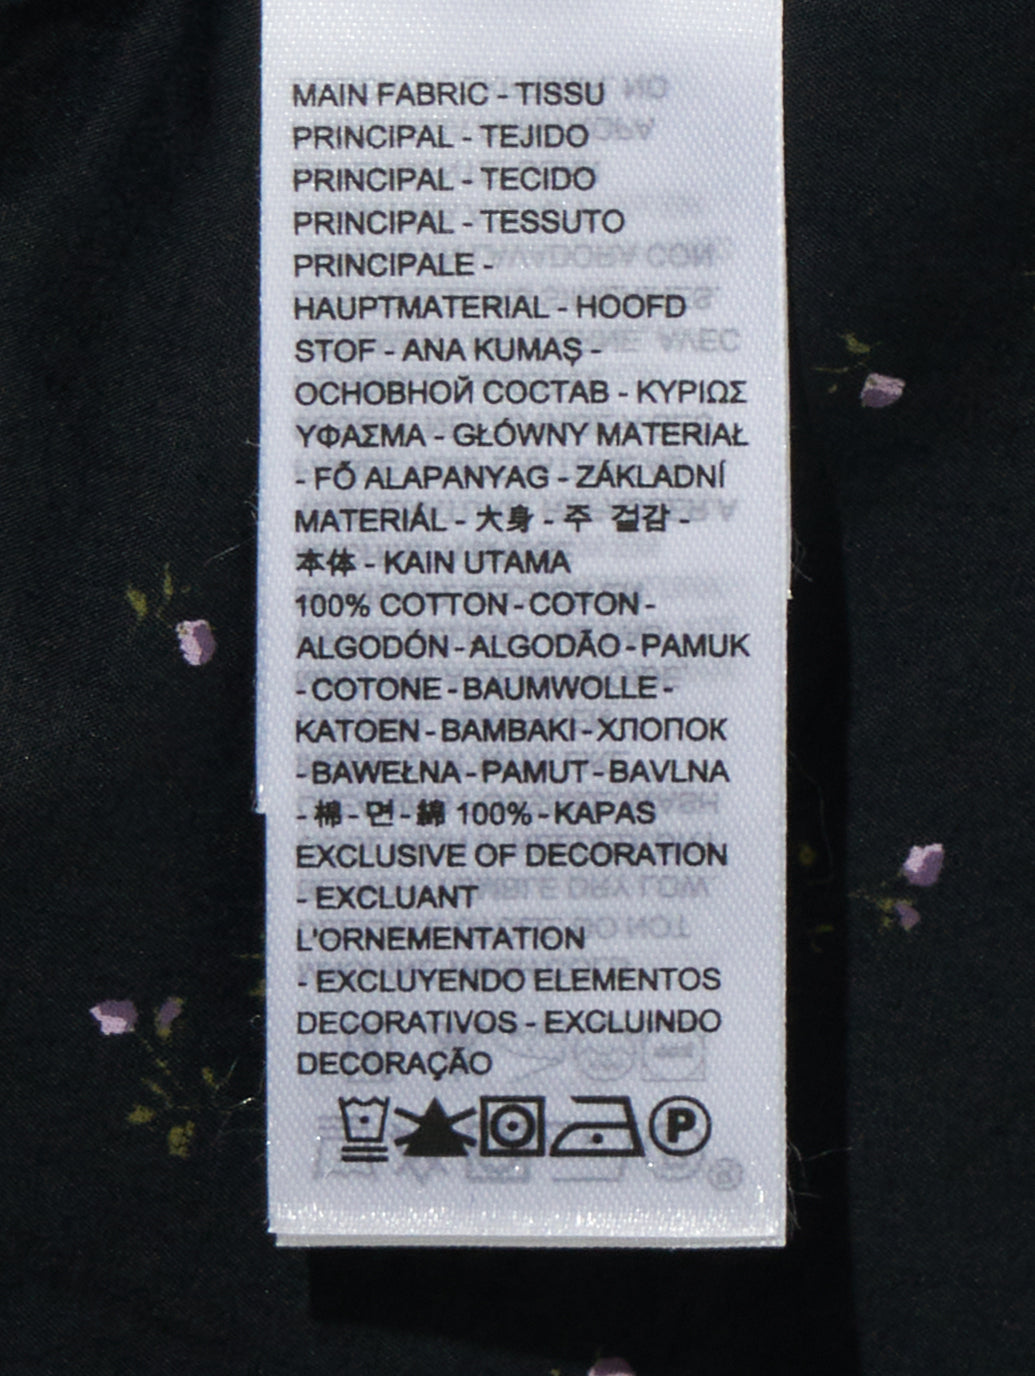 MAIN FABRIC - TISSU
PRINCIPAL - TEJIDO
PRINCIPAL - TECIDO
PRINCIPAL - TESSUTO
PRINCIPALE -
HAUPTMATERIAL - HOOFD
STOF - ANA KUMAŞ -
ОСНОВНОЙ СОСТАВ - ΚΥΡΙΩΣ
ΥΦΑΣΜΑ - GŁÓWNY MATERIAŁ
- FŐ ALAPANYAG - ZÁKLADNÍ
MATERIÁL - 大身 - 주 겉감 -
本体 - KAIN UTAMA
100% COTTON - COTON -
ALGODÓN - ALGODÃO - PAMUK
- COTONE - BAUMWOLLE -
KATOEN - BAMBAKI - ХЛОПОК
- BAWEŁNA - PAMUT - BAVLNA
- 棉 - 면 - 綿 100% - KAPAS
EXCLUSIVE OF DECORATION
- EXCLUANT
L'ORNEMENTATION
- EXCLUYENDO ELEMENTOS
DECORATIVOS - EXCLUINDO
DECORAÇÃO
P